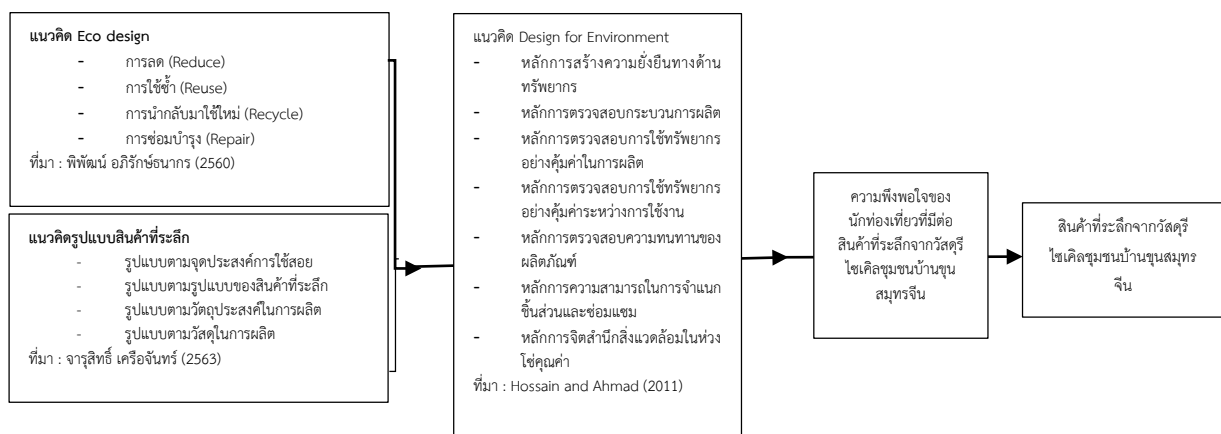 แนวคิด Eco design
- การลด (Reduce)
- การใช้ซ้ำ (Reuse)
- การนำกลับมาใช้ใหม่ (Recycle)
- การซ่อมบำรุง (Repair)
ที่มา : พิพัฒน์ อภิรักษ์ธนากร (2560)
แนวคิดรูปแบบสินค้าที่ระลึก
- รูปแบบตามจุดประสงค์การใช้สอย
- รูปแบบตามรูปแบบของสินค้าที่ระลึก
- รูปแบบตามวัตถุประสงค์ในการผลิต
- รูปแบบตามวัสดุในการผลิต
ที่มา : จารุสิทธิ์ เครือจันทร์ (2563)
แนวคิด Design for Environment
- หลักการสร้างความยั่งยืนทางด้าน
ทรัพยากร
- หลักการตรวจสอบกระบวนการผลิต
- หลักการตรวจสอบการใช้ทรัพยากร
อย่างคุ้มค่าในการผลิต
- หลักการตรวจสอบการใช้ทรัพยากร
อย่างคุ้มค่าระหว่างการใช้งาน
- หลักการตรวจสอบความทนทานของ
ผลิตภัณฑ์
- หลักการความสามารถในการจำแนก
ชิ้นส่วนและซ่อมแซม
- หลักการจิตสำนึกสิ่งแวดล้อมในห่วง
โซ่คุณค่า
ที่มา : Hossain and Ahmad (2011)
ความพึงพอใจของ
นักท่องเที่ยวที่มีต่อ
สินค้าที่ระลึกจากวัสดุรี
ไซเคิลชุมชนบ้านขุน
สมุทรจีน
สินค้าที่ระลึกจากวัสดุรี
ไซเคิลชุมชนบ้านขุนสมุทร
จีน